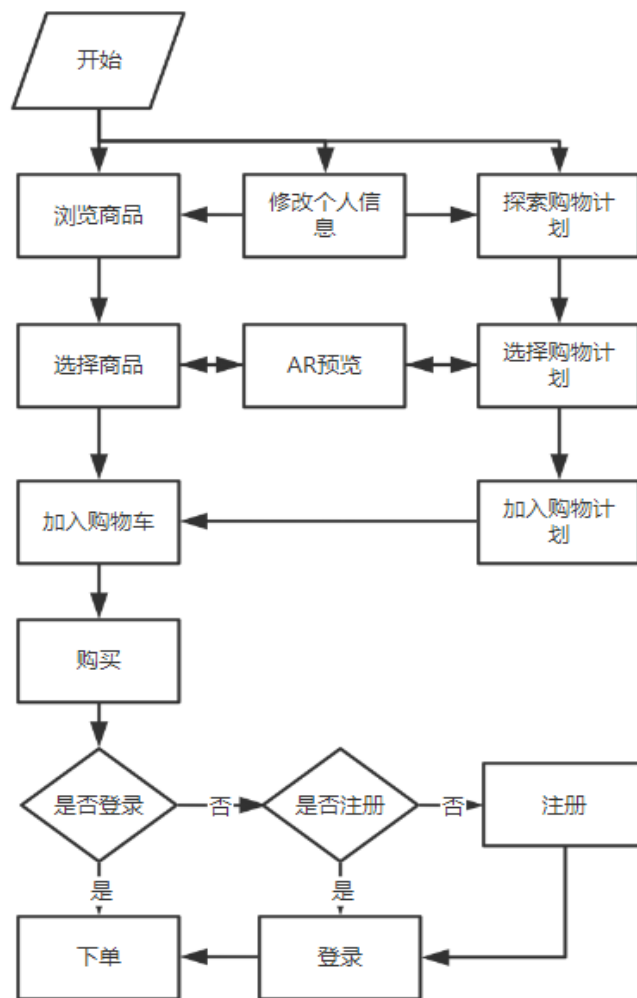 开始
浏览商品
修改个人信
息
探索购物计
划
选择商品
AR预览
选择购物计
划
加入购物车
加入购物计
划
购买
是否登录
否
是否注册
否
注册
是
是
下单
登录